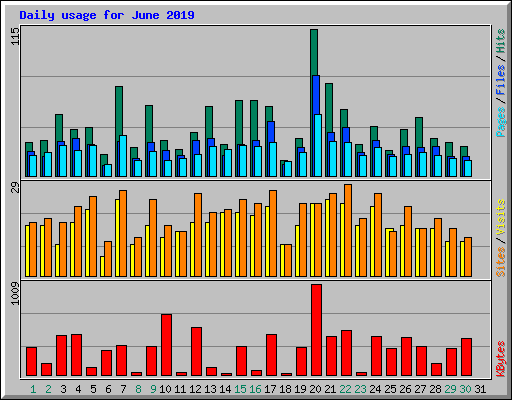 Daily usage for June 2019
115
Pages / Files / Hits
29
Sites / Visits
1009
KBytes
1 2 3 4 5 6 7 8 9 10 11 12 13 14 15 16 17 18 19 20 21 22 23 24 25 26 27 28 29 30 31